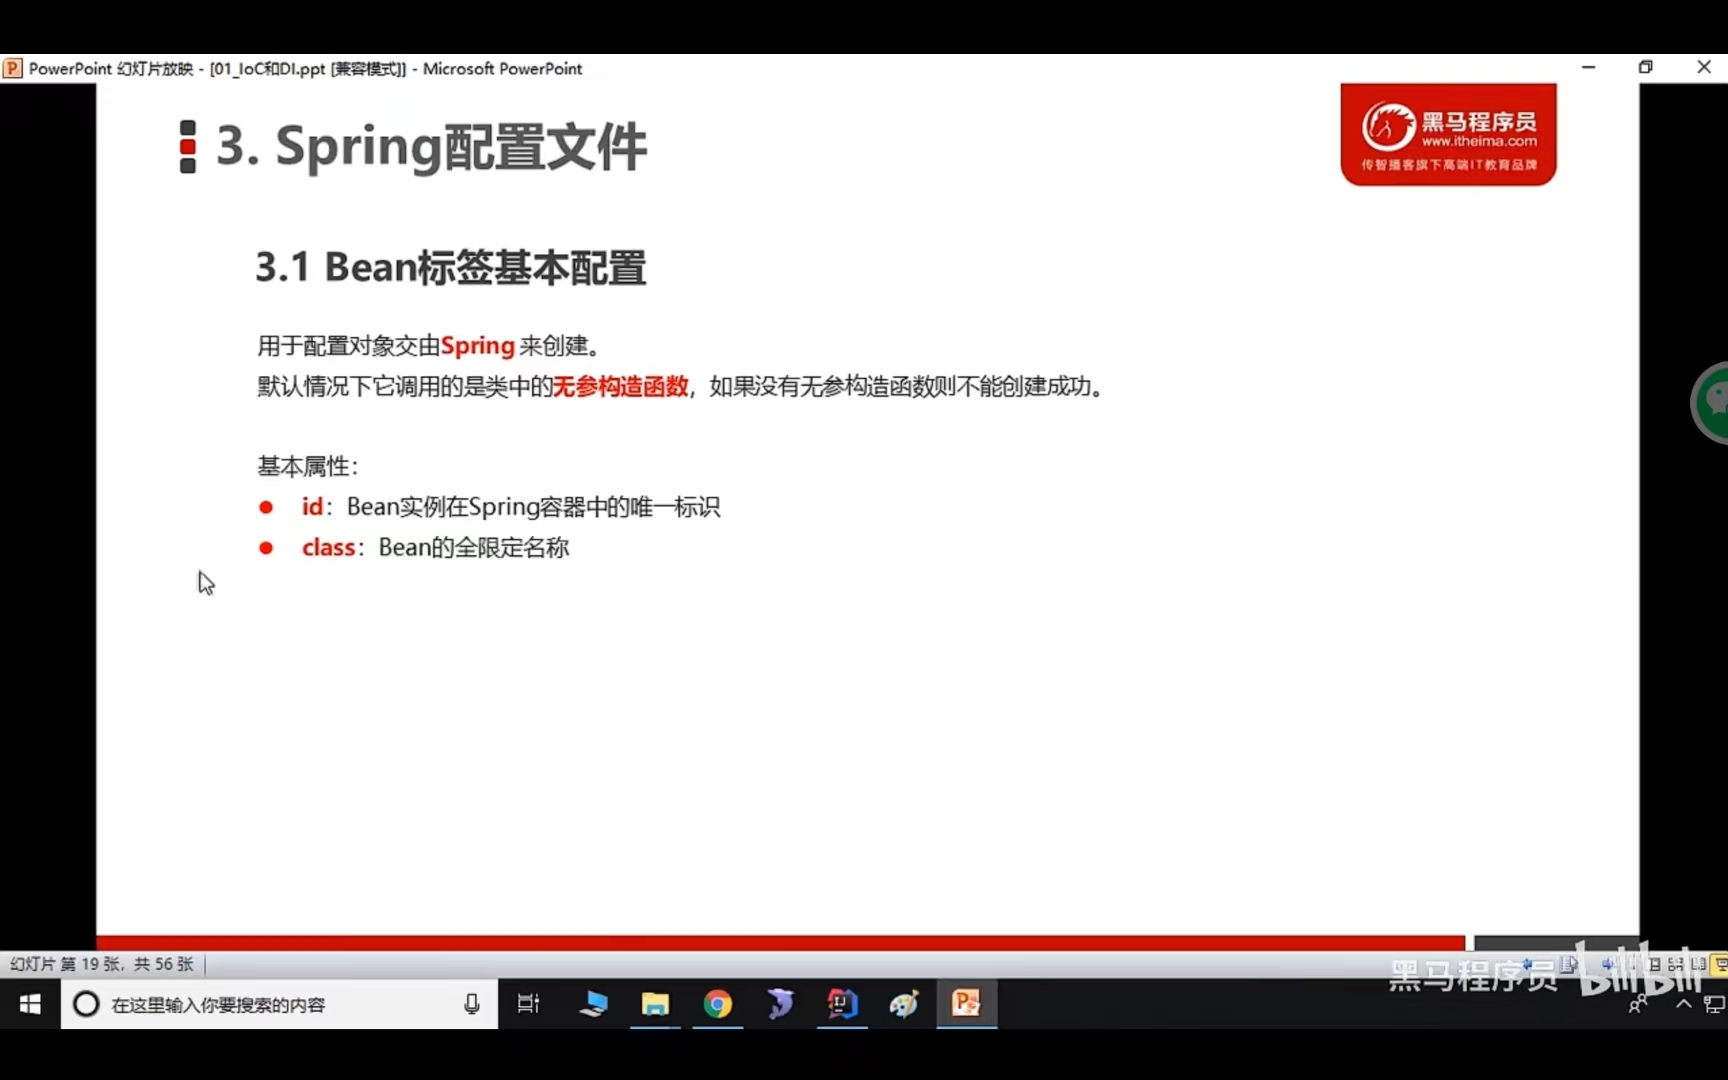 PowerPoint 幻灯片放映 - [01_IoC和DI.ppt [兼容模式]] - Microsoft PowerPoint
3. Spring配置文件
黑马程序员
www.itheima.com
传智播客旗下高端IT教育品牌
3.1 Bean标签基本配置
用于配置对象交由Spring 来创建。
默认情况下它调用的是类中的无参构造函数，如果没有无参构造函数则不能创建成功。
基本属性：
id：Bean实例在Spring容器中的唯一标识
class：Bean的全限定名称
幻灯片 第 19 张，共 56 张
黑马程序员 bilibili
在这里输入你要搜索的内容